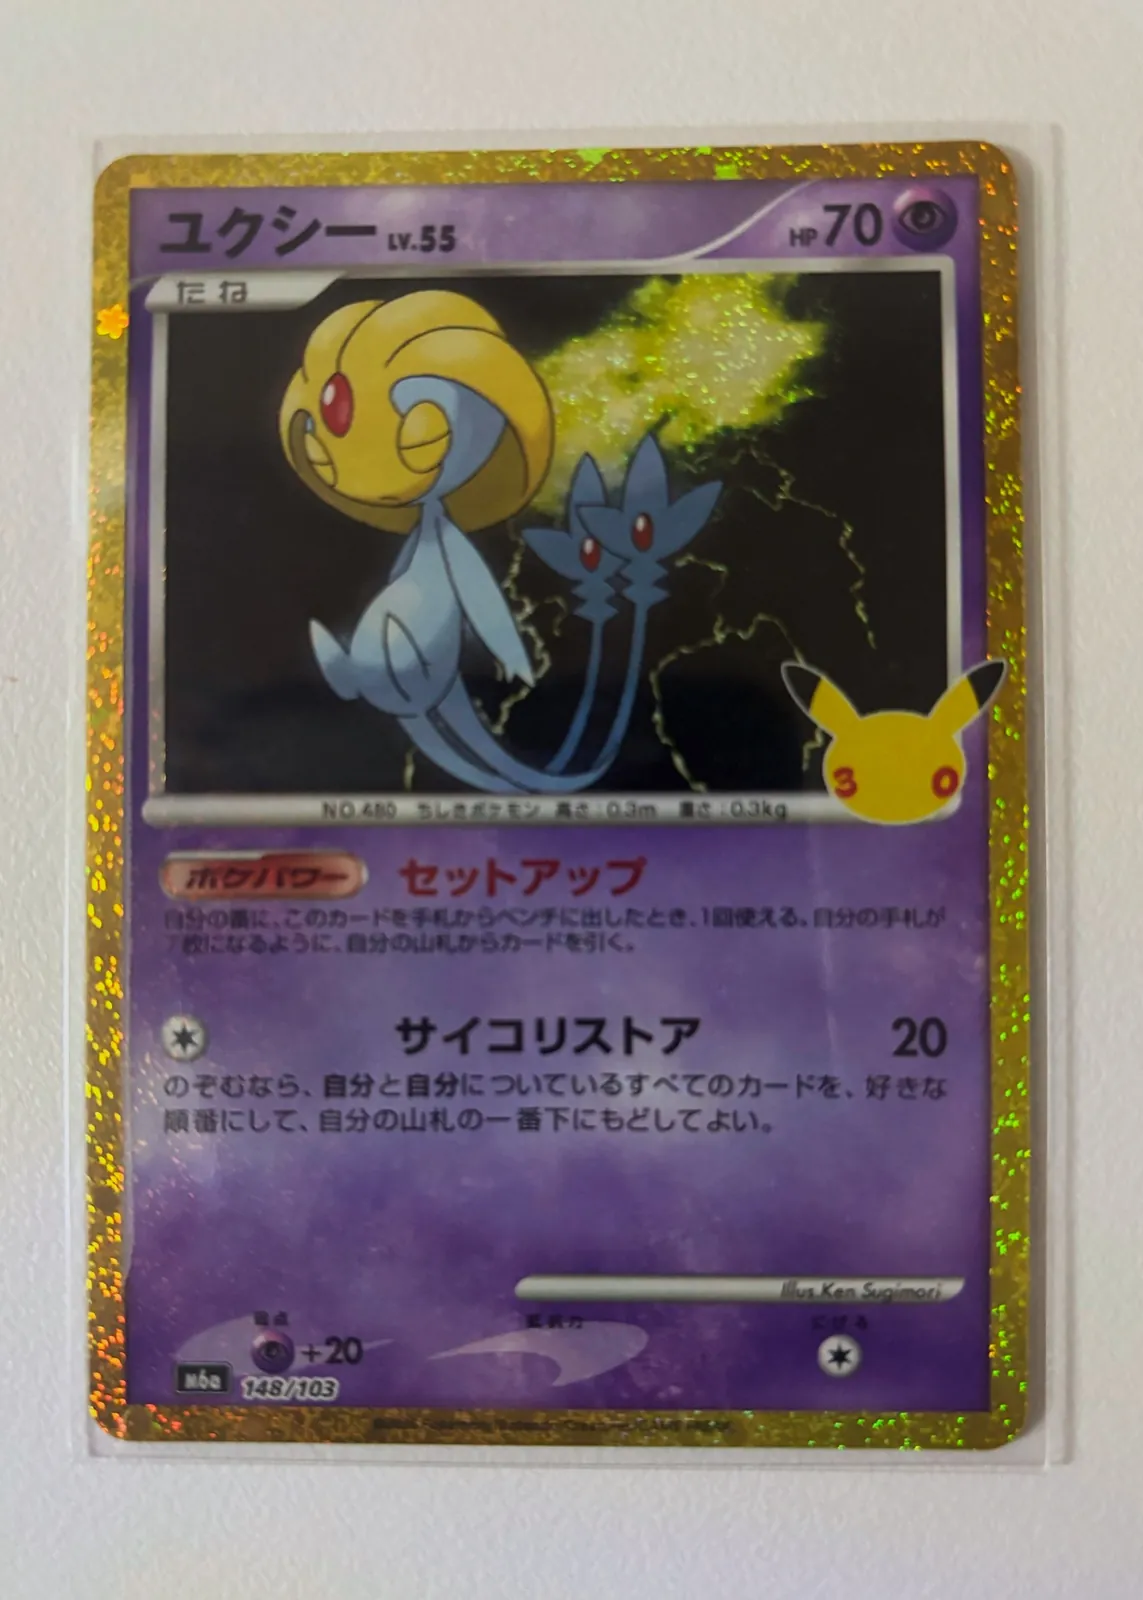 ユクシー LV.55
HP 70
たね
30
NO.480 ちしきポケモン 高さ:0.3m 重さ:0.3kg
ポケパワー セットアップ
自分の番に、このカードを手札からベンチに出したとき、1回使える。自分の手札が
7枚になるように、自分の山札からカードを引く。
サイコリストア 20
のぞむなら、自分と自分についているすべてのカードを、好きな
順番にして、自分の山札の一番下にもどしてよい。
Illus. Ken Sugimori
弱点 抵抗力 にげる
+20
M6a 148/103